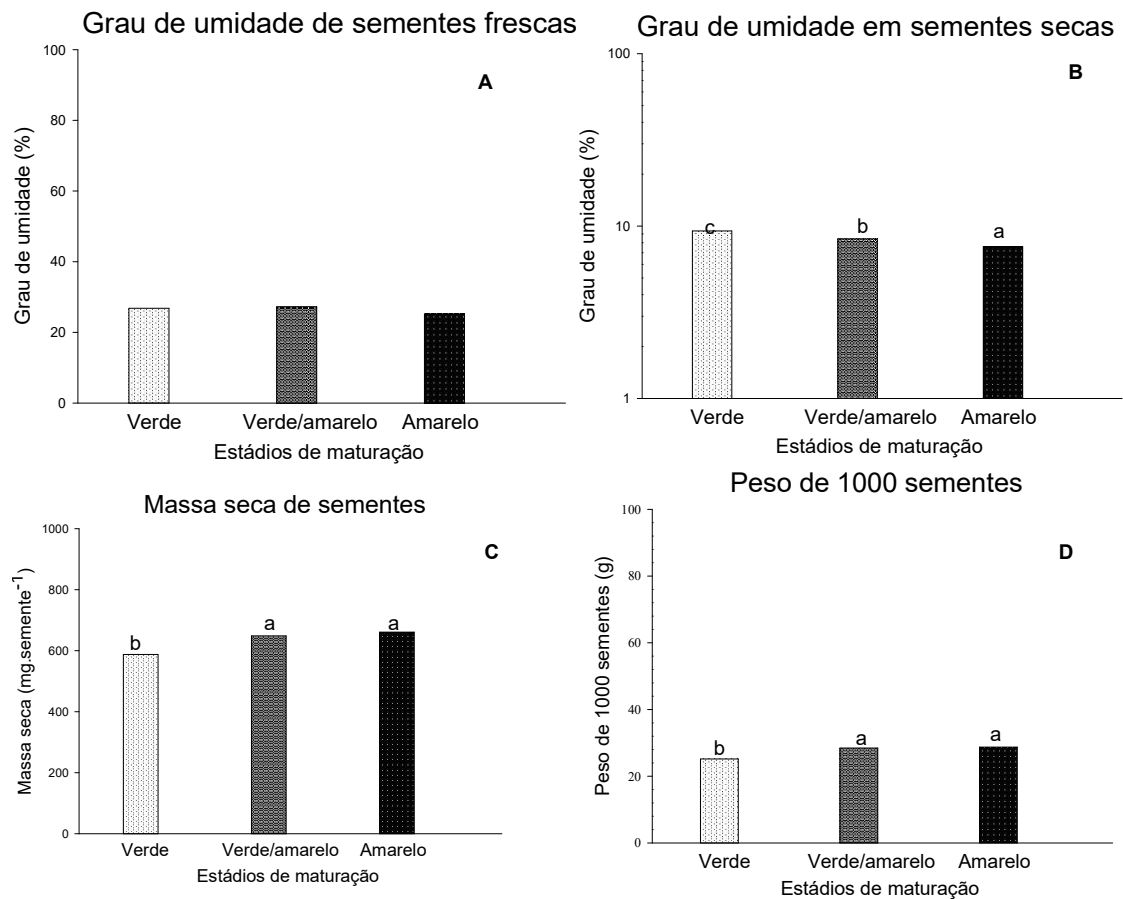 Grau de umidade de sementes frescas
A
Grau de umidade (%)
100
80
60
40
20
0
Verde Verde/amarelo Amarelo
Estádios de maturação
Grau de umidade em sementes secas
B
Grau de umidade (%)
100
10
1
c b a
Verde Verde/amarelo Amarelo
Estádios de maturação
Massa seca de sementes
C
Massa seca (mg.semente⁻¹)
1000
800
600
400
200
0
b a a
Verde Verde/amarelo Amarelo
Estádios de maturação
Peso de 1000 sementes
D
Peso de 1000 sementes (g)
100
80
60
40
20
0
b a a
Verde Verde/amarelo Amarelo
Estádios de maturação